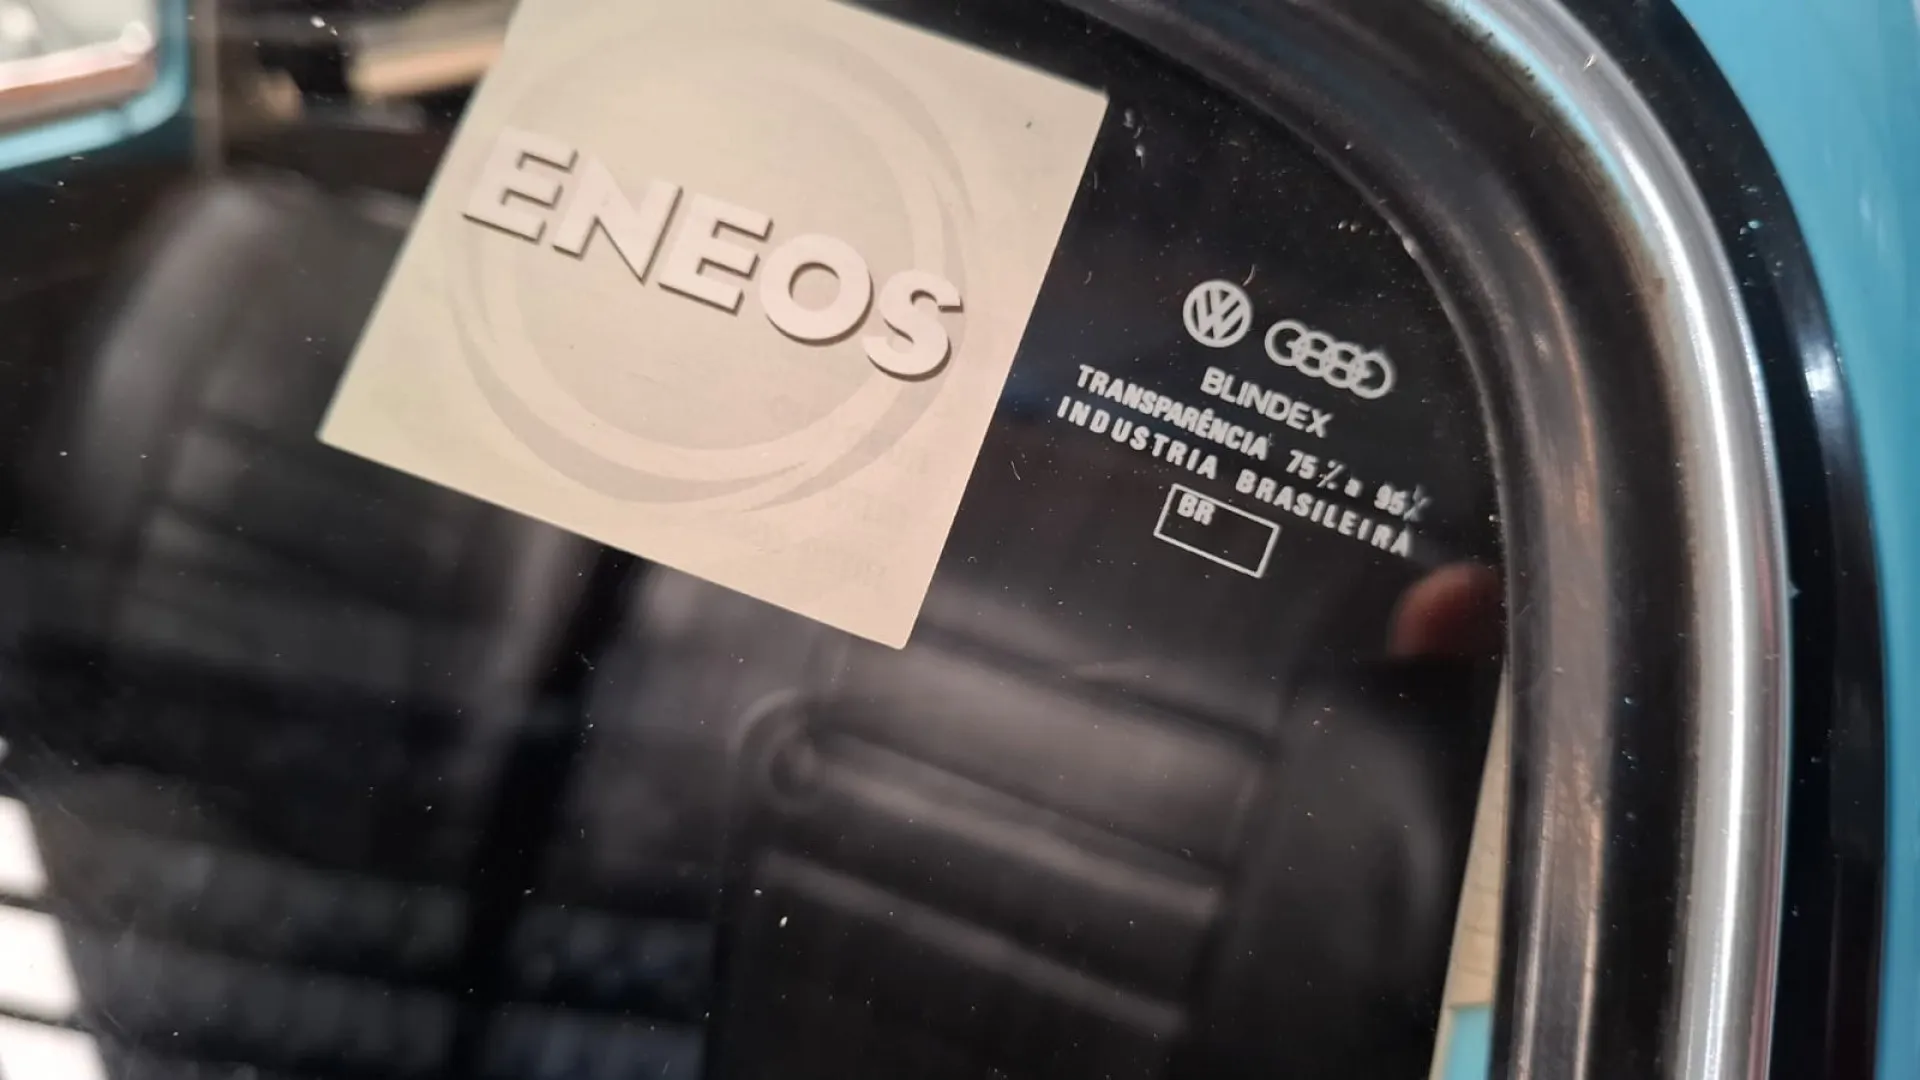 ENEOS
BLINDEX
TRANSPARÊNCIA 75% a 95%
INDUSTRIA BRASILEIRA
BR